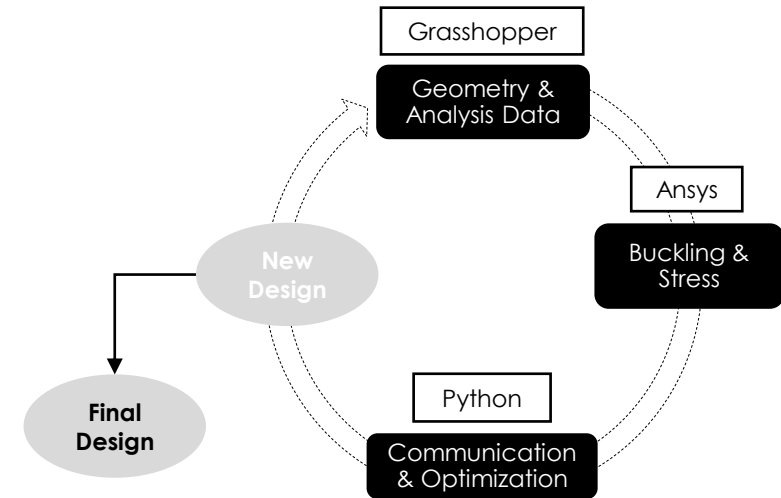 Grasshopper
Geometry &
Analysis Data
Ansys
Buckling &
Stress
New
Design
Python
Final
Design
Communication
& Optimization